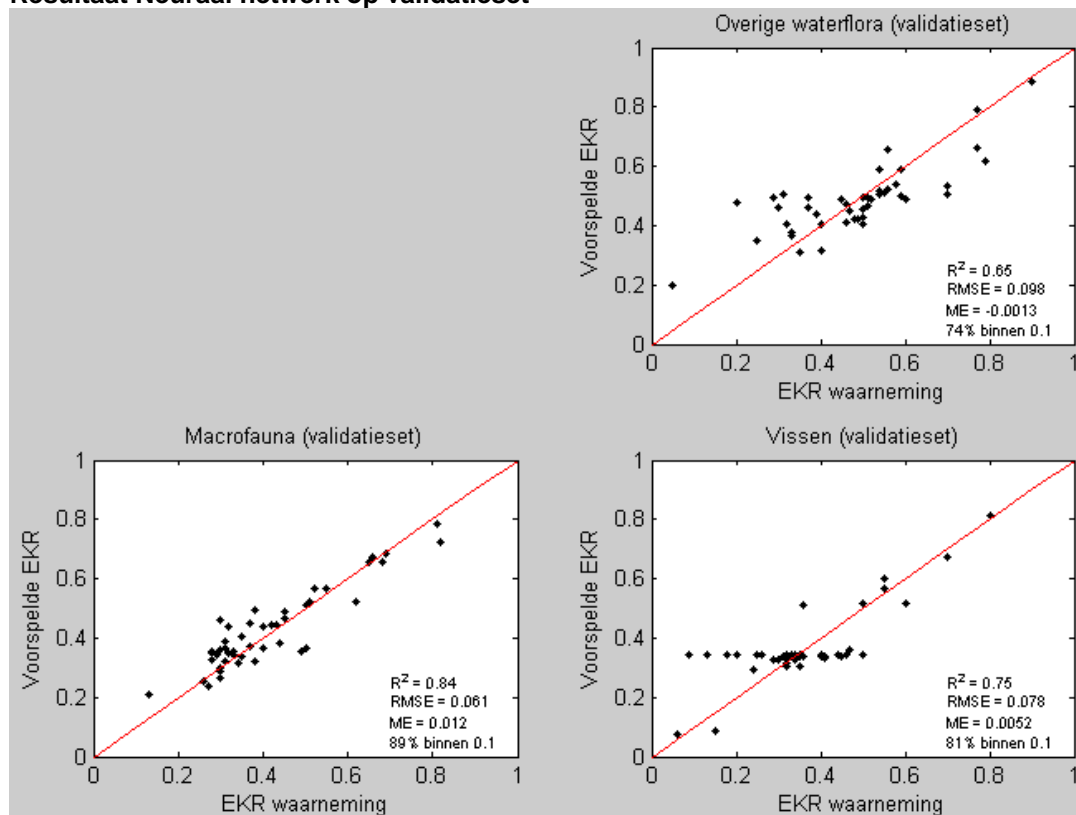 Resultaat Neuraal netwerk op validatieset
Overige waterflora (validatieset)
1
0.8
0.6
0.4
0.2
0
Voorspelde EKR
R² = 0.65
RMSE = 0.098
ME = -0.0013
74% binnen 0.1
0 0.2 0.4 0.6 0.8 1
EKR waarneming
Macrofauna (validatieset)
1
0.8
0.6
0.4
0.2
0
Voorspelde EKR
R² = 0.84
RMSE = 0.061
ME = 0.012
89% binnen 0.1
0 0.2 0.4 0.6 0.8 1
EKR waarneming
Vissen (validatieset)
1
0.8
0.6
0.4
0.2
0
Voorspelde EKR
R² = 0.75
RMSE = 0.078
ME = 0.0052
81% binnen 0.1
0 0.2 0.4 0.6 0.8 1
EKR waarneming